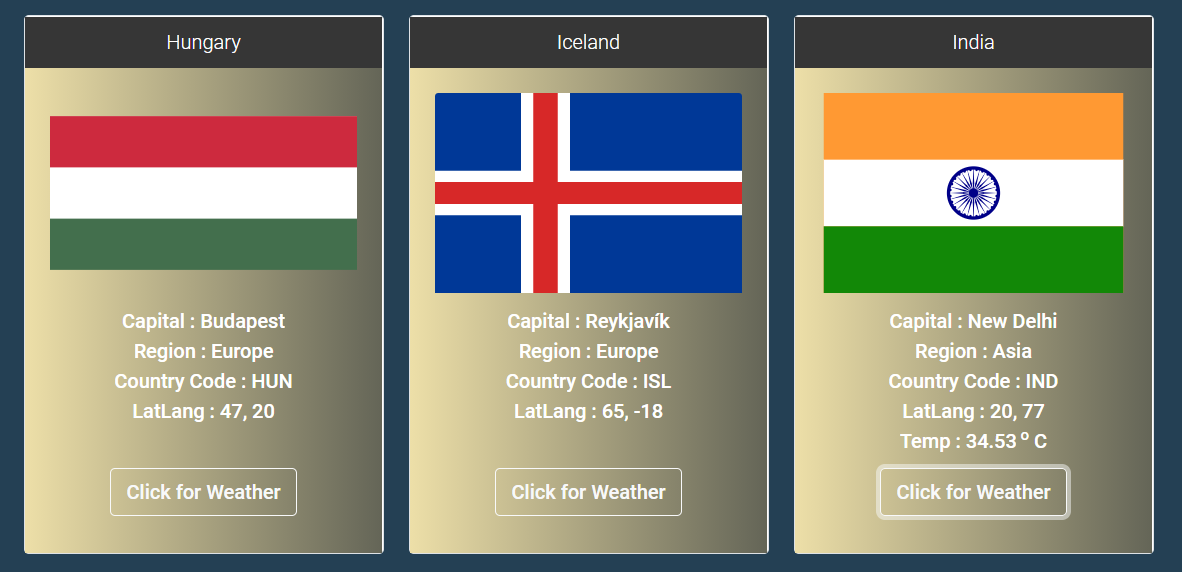 Hungary
Capital : Budapest
Region : Europe
Country Code : HUN
LatLang : 47, 20
Click for Weather
Iceland
Capital : Reykjavík
Region : Europe
Country Code : ISL
LatLang : 65, -18
Click for Weather
India
Capital : New Delhi
Region : Asia
Country Code : IND
LatLang : 20, 77
Temp : 34.53 o C
Click for Weather